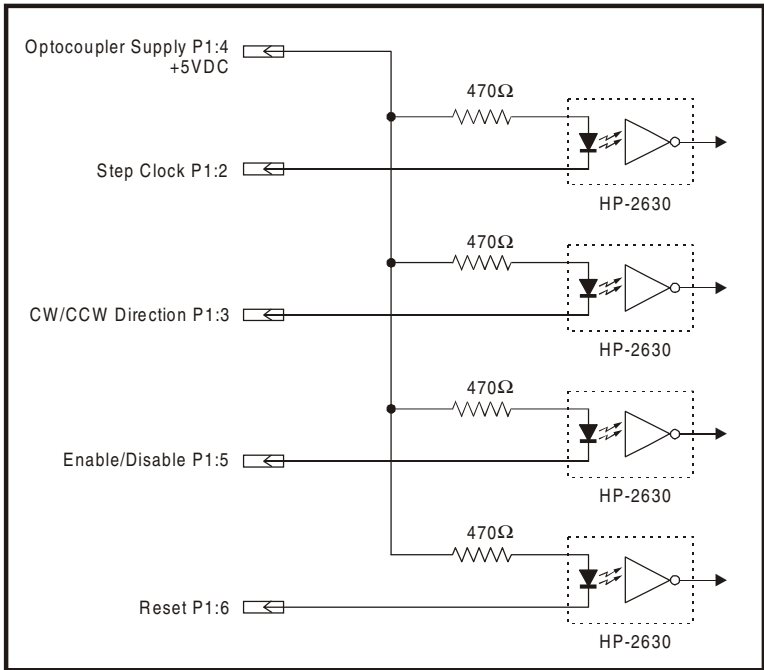 Optocoupler Supply P1:4
+5VDC
470Ω
HP-2630
Step Clock P1:2
470Ω
HP-2630
CW/CCW Direction P1:3
470Ω
HP-2630
Enable/Disable P1:5
470Ω
HP-2630
Reset P1:6